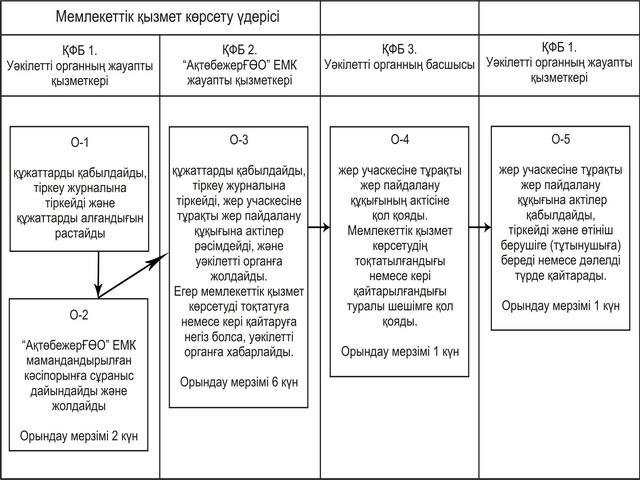 Мемлекеттік қызмет көрсету үдерісі
ҚФБ 1.
Уәкілетті органның жауапты
қызметкері
ҚФБ 2.
“АқтөбежерҒӨО” ЕМК
жауапты қызметкері
ҚФБ 3.
Уәкілетті органның басшысы
ҚФБ 1.
Уәкілетті органның жауапты
қызметкері
О-1
құжаттарды қабылдайды,
тіркеу журналына
тіркейді және
құжаттарды алғандығын
растайды
О-2
“АқтөбежерҒӨО” ЕМК
мамандандырылған
кәсіпорынға сұраныс
дайындайды және
жолдайды
Орындау мерзімі 2 күн
О-3
құжаттарды қабылдайды,
тіркеу журналына
тіркейді, жер учаскесіне
тұрақты жер пайдалану
құқығына актілер
рәсімдейді, және
уәкілетті органға
жолдайды.
Егер мемлекеттік қызмет
көрсетуді тоқтатуға
немесе кері қайтаруға
негіз болса, уәкілетті
органға хабарлайды.
Орындау мерзімі 6 күн
О-4
жер учаскесіне тұрақты
жер пайдалану
құқығының актісіне
қол қояды.
Мемлекеттік қызмет
көрсетудің
тоқтатылғандығы
немесе кері
қайтарылғандығы
туралы шешімге қол
қояды.
Орындау мерзімі 1 күн
О-5
жер учаскесіне тұрақты
жер пайдалану
құқығына актілер
қабылдайды,
тіркейді және өтініш
берушіге (тұтынушыға)
береді немесе дәлелді
түрде қайтарады.
Орындау мерзімі 1 күн